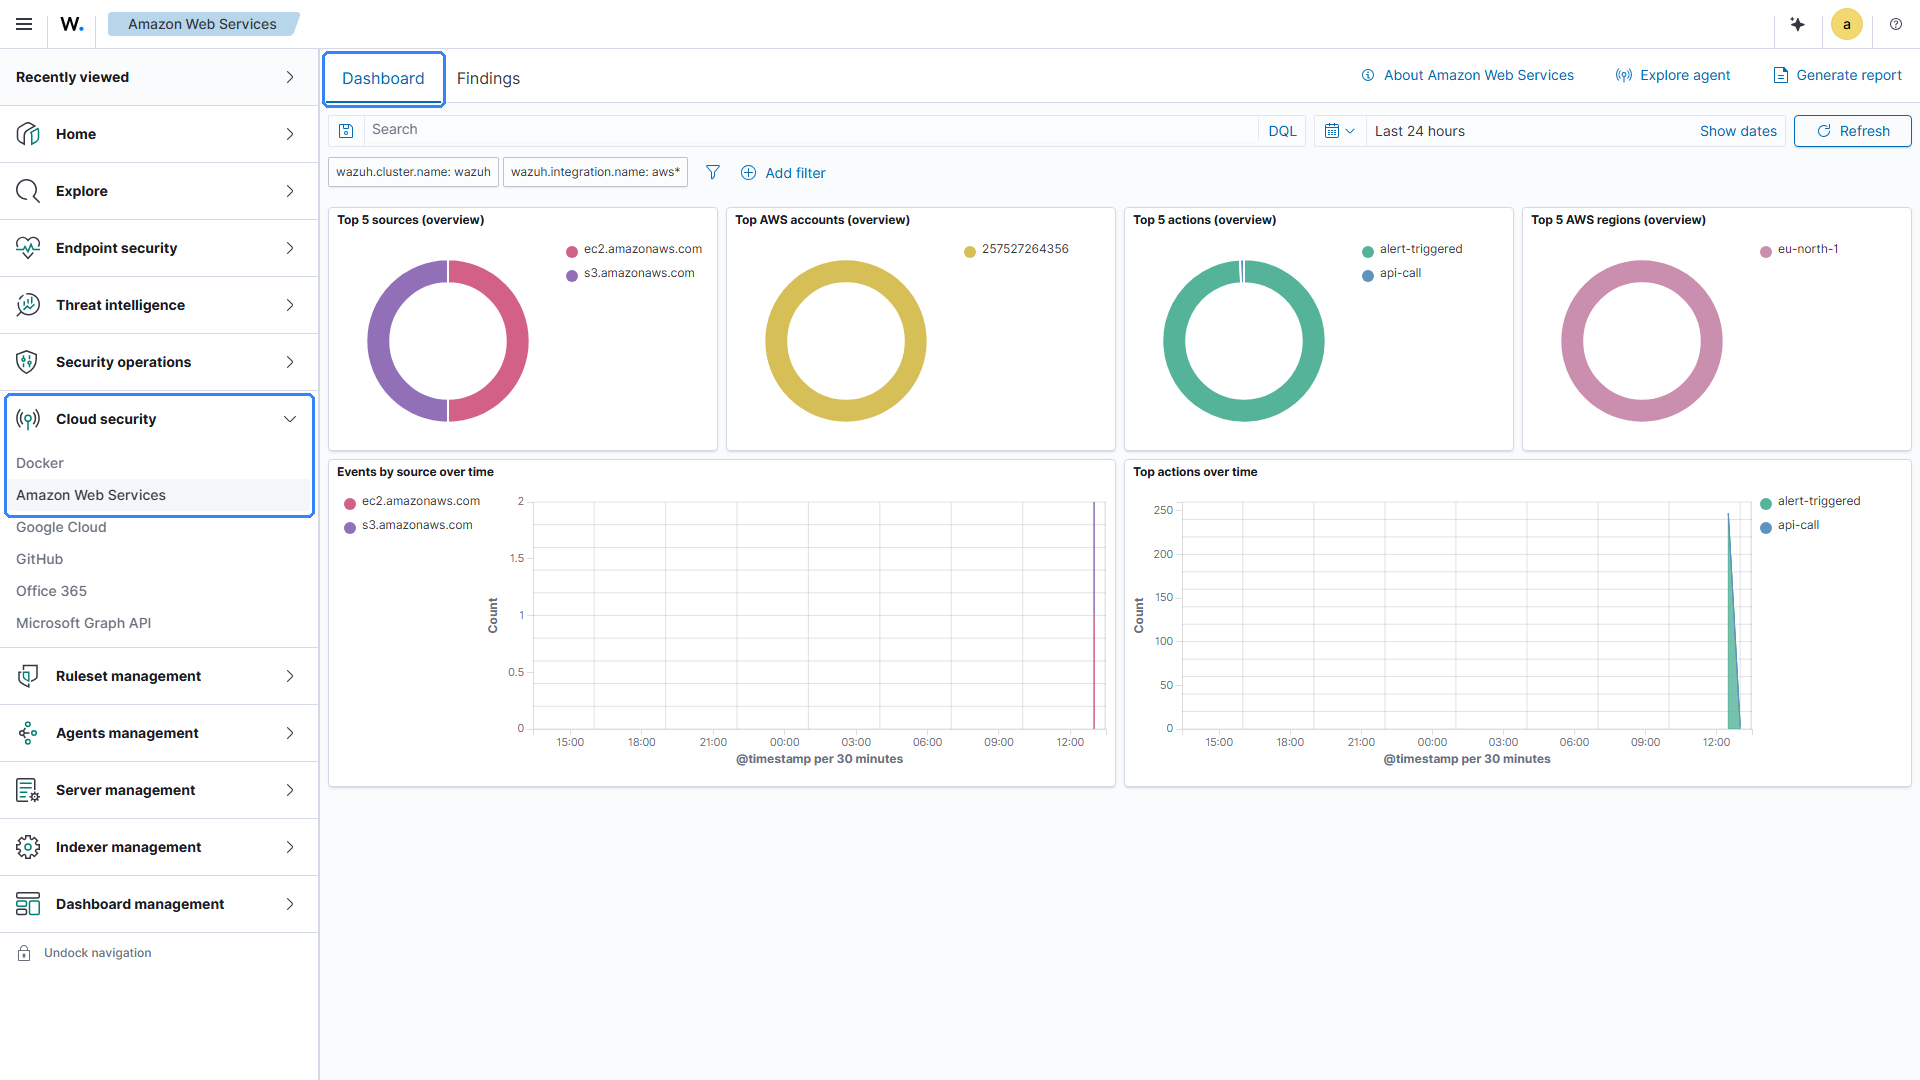 W.
Amazon Web Services
a
Recently viewed
Home
Explore
Endpoint security
Threat intelligence
Security operations
Cloud security
Docker
Amazon Web Services
Google Cloud
GitHub
Office 365
Microsoft Graph API
Ruleset management
Agents management
Server management
Indexer management
Dashboard management
Undock navigation
Dashboard
Findings
About Amazon Web Services
Explore agent
Generate report
Search
DQL
Last 24 hours
Show dates
Refresh
wazuh.cluster.name: wazuh
wazuh.integration.name: aws*
Add filter
Top 5 sources (overview)
ec2.amazonaws.com
s3.amazonaws.com
Top AWS accounts (overview)
257527264356
Top 5 actions (overview)
alert-triggered
api-call
Top 5 AWS regions (overview)
eu-north-1
Events by source over time
ec2.amazonaws.com
s3.amazonaws.com
Count
2
1.5
1
0.5
0
15:00
18:00
21:00
00:00
03:00
06:00
09:00
12:00
@timestamp per 30 minutes
Top actions over time
Count
250
200
150
100
50
0
15:00
18:00
21:00
00:00
03:00
06:00
09:00
12:00
@timestamp per 30 minutes
alert-triggered
api-call